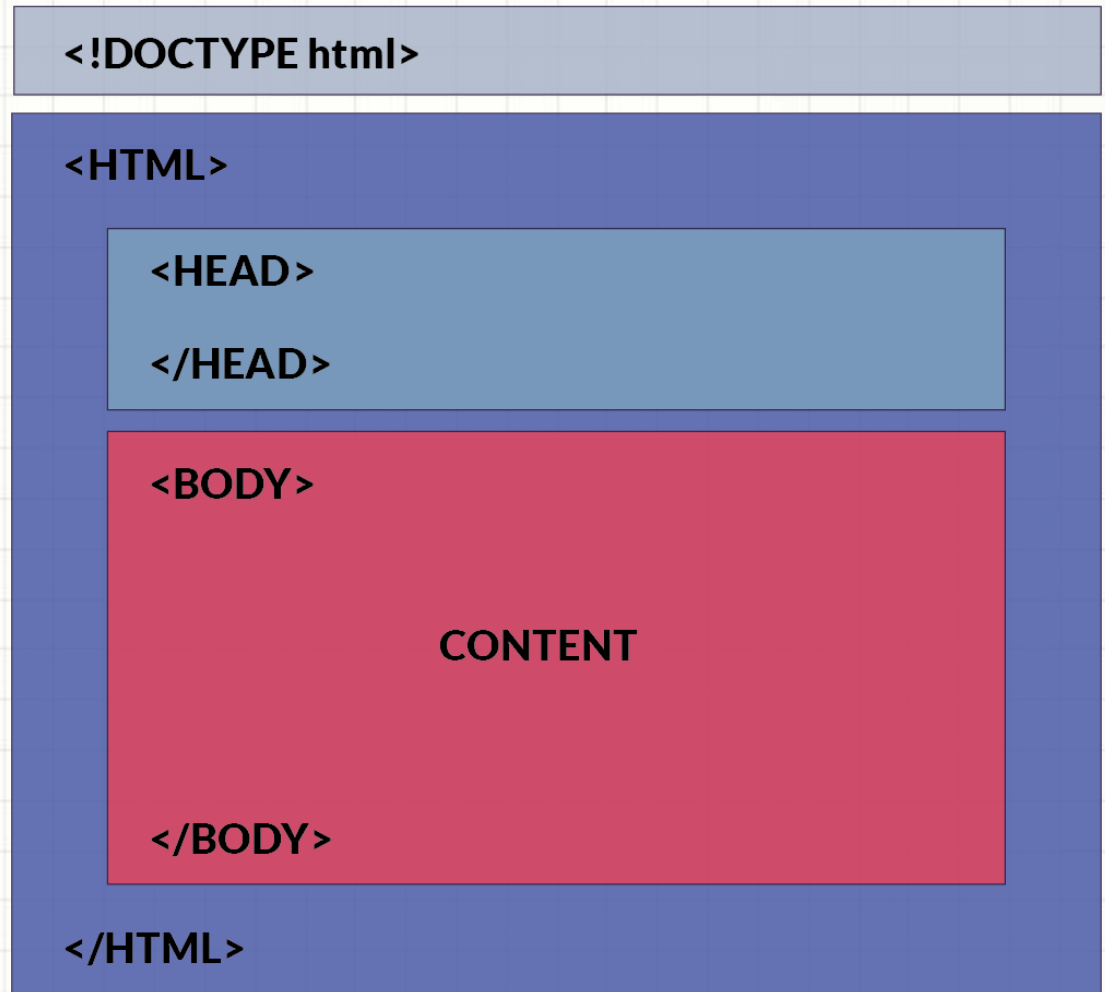 <!DOCTYPE html>
<HTML>
<HEAD>
</HEAD>
<BODY>
CONTENT
</BODY>
</HTML>